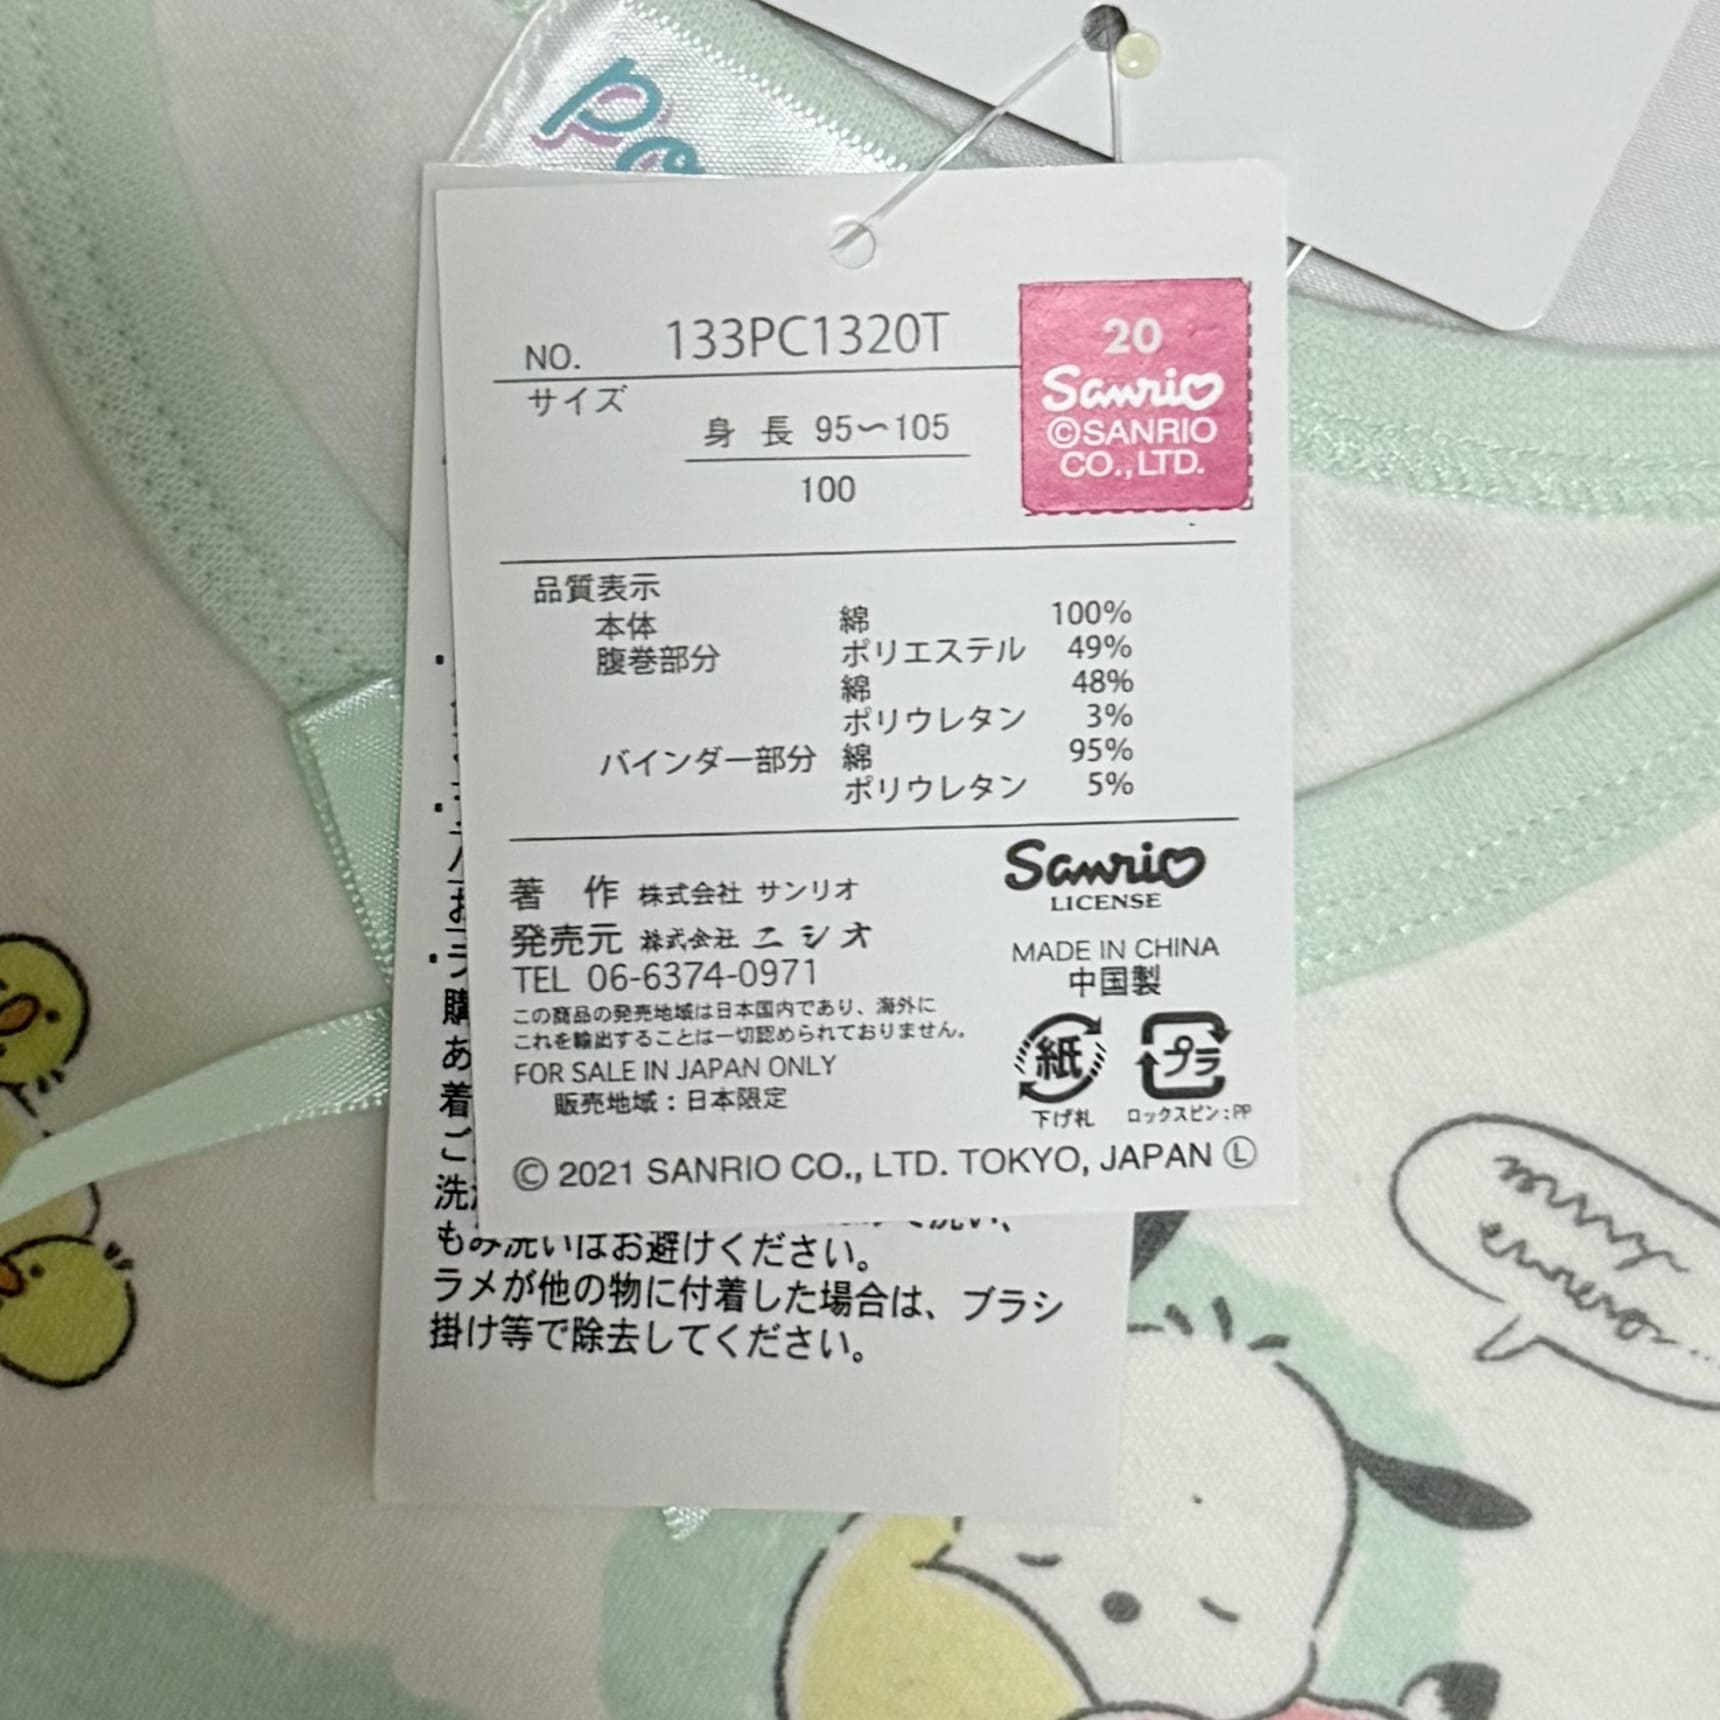 Po
NO. 133PC1320T
サイズ
身長 95〜105
100
20
Sanrio
©SANRIO
CO.,LTD.
品質表示
本体 綿 100%
腹巻部分 ポリエステル 49%
綿 48%
ポリウレタン 3%
バインダー部分 綿 95%
ポリウレタン 5%
Sanrio
LICENSE
著 作 株式会社 サンリオ
発売元 株式会社 ニシオ
TEL 06-6374-0971
MADE IN CHINA
中国製
この商品の発売地域は日本国内であり、海外に
これを輸出することは一切認められておりません。
FOR SALE IN JAPAN ONLY
販売地域：日本限定
紙
下げ札
プラ
ロックスピン：PP
© 2021 SANRIO CO., LTD. TOKYO, JAPAN Ⓛ
購
あ
着
ご
洗
もみ洗いはお避けください。
ラメが他の物に付着した場合は、ブラシ
掛け等で除去してください。